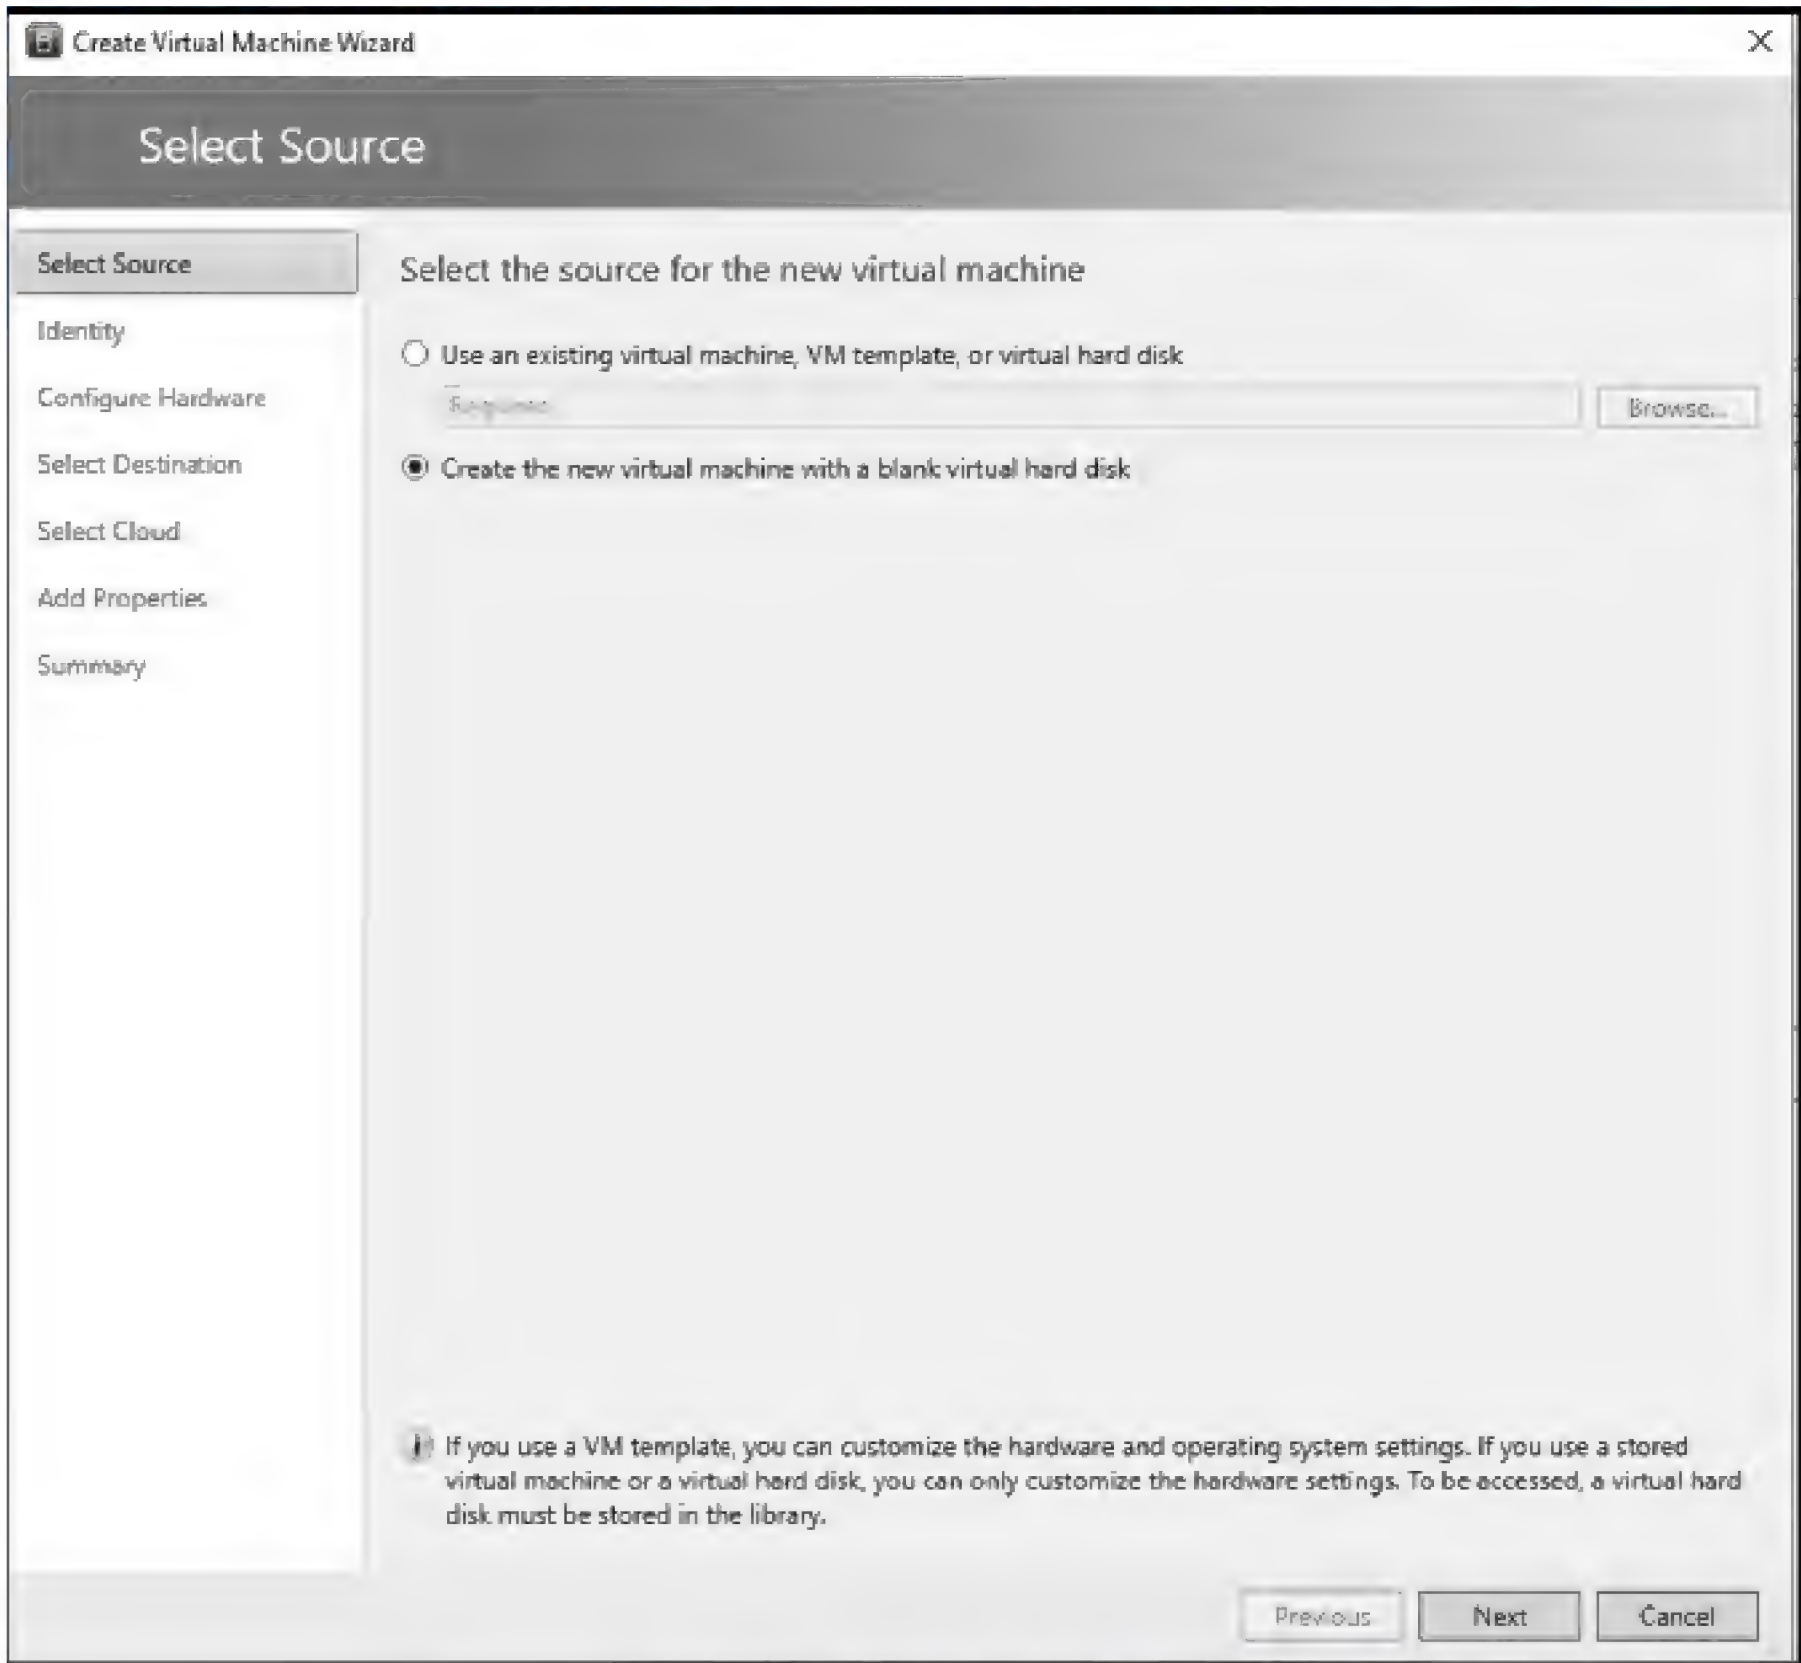 Create Virtual Machine Wizard
Select Source
Select Source
Identity
Configure Hardware
Select Destination
Select Cloud
Add Properties
Summary
Select the source for the new virtual machine
Use an existing virtual machine, VM template, or virtual hard disk
Browse...
Create the new virtual machine with a blank virtual hard disk
If you use a VM template, you can customize the hardware and operating system settings. If you use a stored
virtual machine or a virtual hard disk, you can only customize the hardware settings. To be accessed, a virtual hard
disk must be stored in the library.
Previous
Next
Cancel